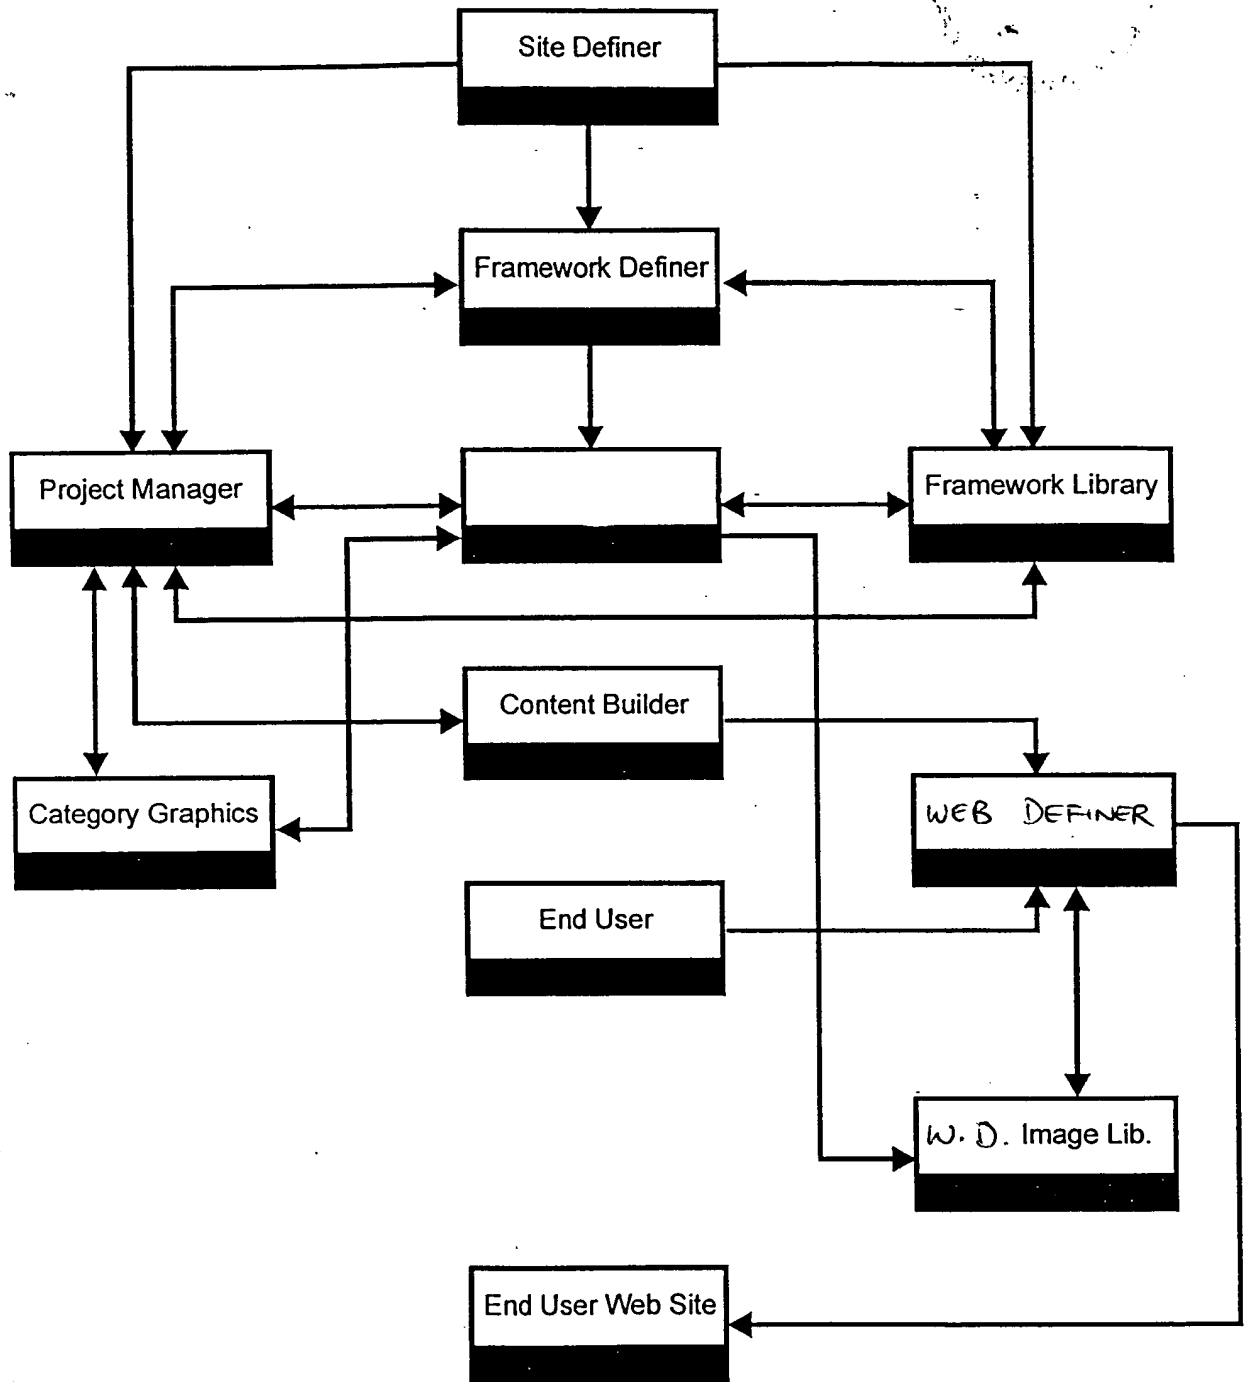 Site Definer
Framework Definer
Project Manager
Framework Library
Content Builder
Category Graphics
WEB DEFINER
End User
W. D. Image Lib.
End User Web Site